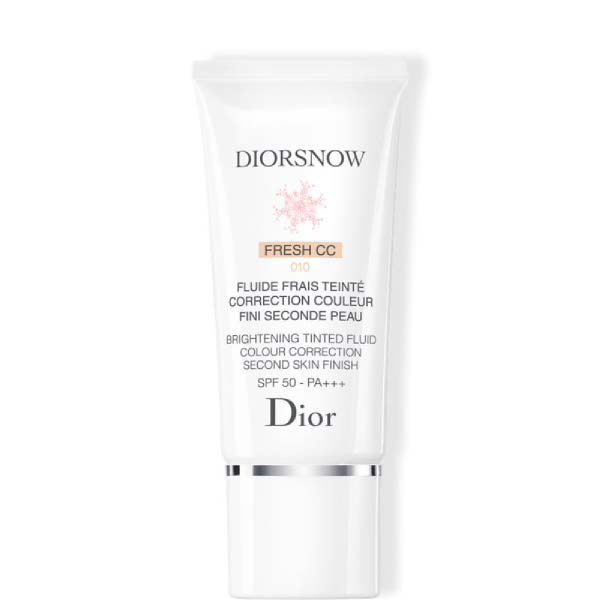 DIORSNOW
FRESH CC
010
FLUIDE FRAIS TEINTÉ
CORRECTION COULEUR
FINI SECONDE PEAU
BRIGHTENING TINTED FLUID
COLOUR CORRECTION
SECOND SKIN FINISH
SPF 50 - PA+++
Dior